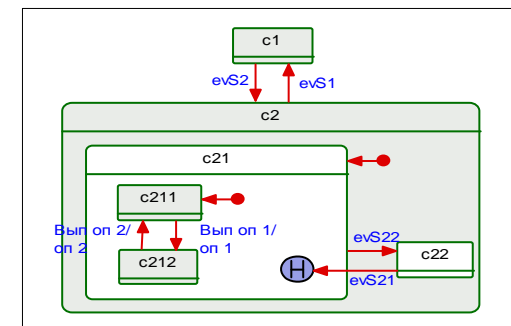 c1
evS2
evS1
c2
c21
c211
Вып оп 2/
оп 2
Вып оп 1/
оп 1
c212
evS22
c22
H
evS21